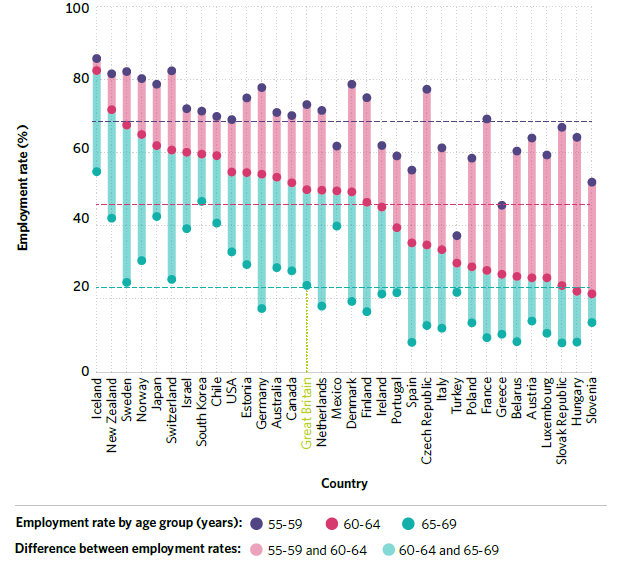 100
80
60
40
20
0
Employment rate (%)
Iceland
New Zealand
Sweden
Norway
Japan
Switzerland
Israel
South Korea
Chile
USA
Estonia
Germany
Australia
Canada
Great Britain
Netherlands
Mexico
Denmark
Finland
Ireland
Portugal
Spain
Czech Republic
Italy
Turkey
Poland
France
Greece
Belarus
Austria
Luxembourg
Slovak Republic
Hungary
Slovenia
Country
Employment rate by age group (years): 55-59 60-64 65-69
Difference between employment rates: 55-59 and 60-64 60-64 and 65-69